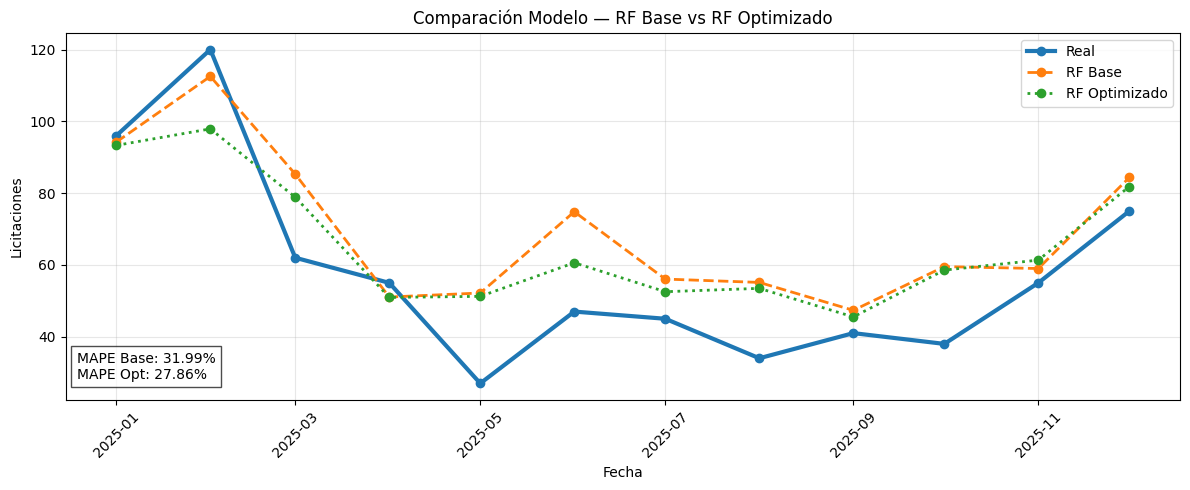 Comparación Modelo — RF Base vs RF Optimizado
Real
RF Base
RF Optimizado
Licitaciones
120
100
80
60
40
MAPE Base: 31.99%
MAPE Opt: 27.86%
2025-01
2025-03
2025-05
2025-07
2025-09
2025-11
Fecha